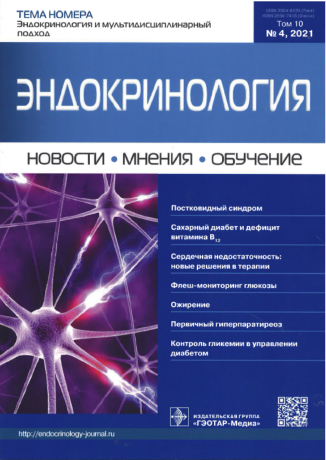 ТЕМА НОМЕРА
Эндокринология и мультидисциплинарный
подход
Том 10
№ 4, 2021
ЭНДОКРИНОЛОГИЯ
НОВОСТИ • МНЕНИЯ • ОБУЧЕНИЕ
Постковидный синдром
Сахарный диабет и дефицит
витамина B12
Сердечная недостаточность:
новые решения в терапии
Флеш-мониторинг глюкозы
Ожирение
Первичный гиперпаратиреоз
Контроль гликемии в управлении
диабетом
ИЗДАТЕЛЬСКАЯ ГРУППА
«ГЭОТАР-Медиа»
http://endocrinology-journal.ru